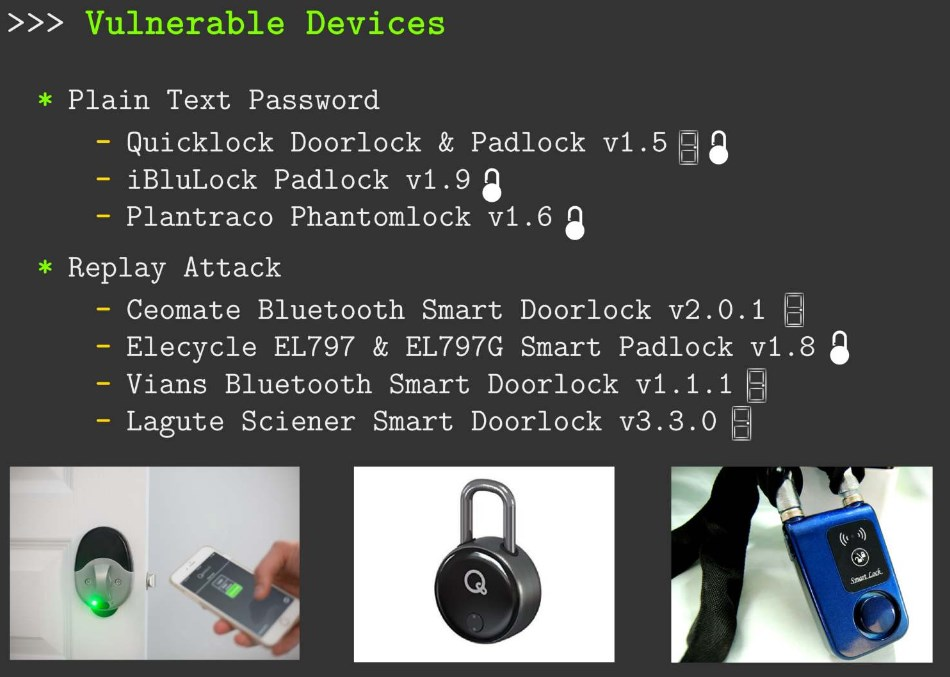 >>> Vulnerable Devices
* Plain Text Password
– Quicklock Doorlock & Padlock v1.5
– iBluLock Padlock v1.9
– Plantraco Phantomlock v1.6
* Replay Attack
– Ceomate Bluetooth Smart Doorlock v2.0.1
– Elecycle EL797 & EL797G Smart Padlock v1.8
– Vians Bluetooth Smart Doorlock v1.1.1
– Lagute Sciener Smart Doorlock v3.3.0
Smart Lock